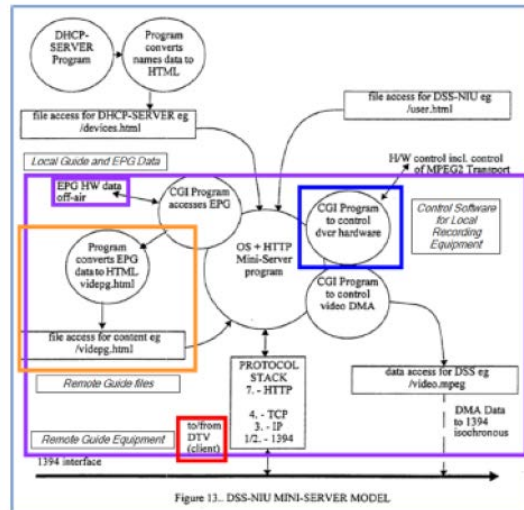 DHCP-
SERVER
Program
Program
converts
names data to
HTML
file access for DHCP-SERVER eg
/devices.html
file access for DSS-NIU eg
/user.html
Local Guide and EPG Data
H/W control incl. control
of MPEG2 Transport
EPG HW data
off-air
CGI Program
accesses EPG
CGI Program
to control
dvcr hardware
Control Software
for Local
Recording
Equipment
Program
converts EPG
data to HTML
videpg.html
OS + HTTP
Mini-Server
program
CGI Program
to control
video DMA
file access for content eg
/videpg.html
Remote Guide files
PROTOCOL
STACK
7. - HTTP
4. - TCP
3. - IP
1/2. - 1394
data access for DSS eg
/video.mpeg
DMA Data
to 1394
isochronous
Remote Guide Equipment
to/from
DTV
(client)
1394 interface
Figure 13.. DSS-NIU MINI-SERVER MODEL